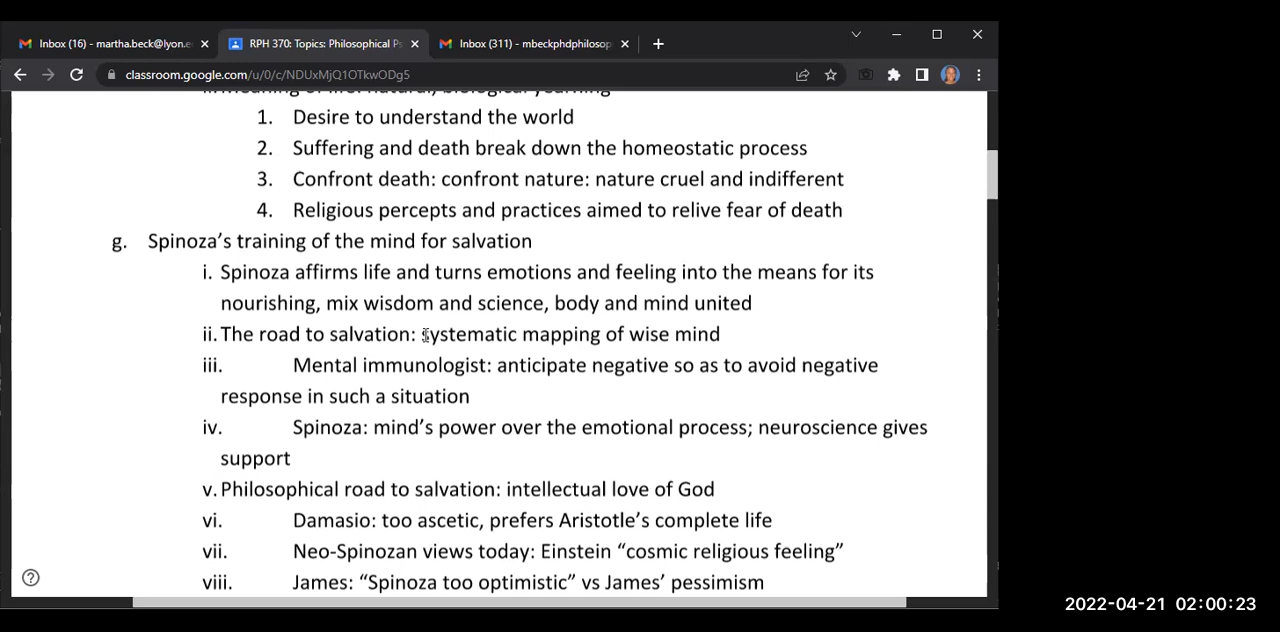 Inbox (16) - martha.beck@lyon.e
RPH 370: Topics: Philosophical Ps
Inbox (311) - mbeckphdphilosop
classroom.google.com/u/0/c/NDUxMjQ1OTkwODg5
1. Desire to understand the world
2. Suffering and death break down the homeostatic process
3. Confront death: confront nature: nature cruel and indifferent
4. Religious percepts and practices aimed to relive fear of death
g. Spinoza’s training of the mind for salvation
i. Spinoza affirms life and turns emotions and feeling into the means for its
nourishing, mix wisdom and science, body and mind united
ii. The road to salvation: systematic mapping of wise mind
iii. Mental immunologist: anticipate negative so as to avoid negative
response in such a situation
iv. Spinoza: mind’s power over the emotional process; neuroscience gives
support
v. Philosophical road to salvation: intellectual love of God
vi. Damasio: too ascetic, prefers Aristotle’s complete life
vii. Neo-Spinozan views today: Einstein “cosmic religious feeling”
viii. James: “Spinoza too optimistic” vs James’ pessimism
2022-04-21 02:00:23